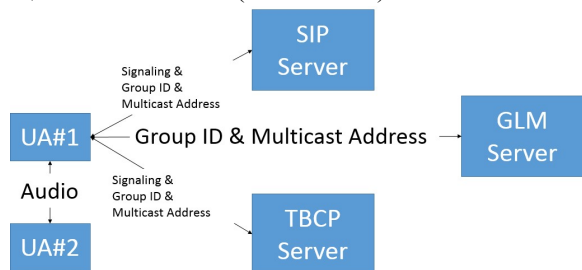 SIP
Server
Signaling &
Group ID &
Multicast Address
UA#1
Group ID & Multicast Address
GLM
Server
Audio
Signaling &
Group ID &
Multicast Address
UA#2
TBCP
Server